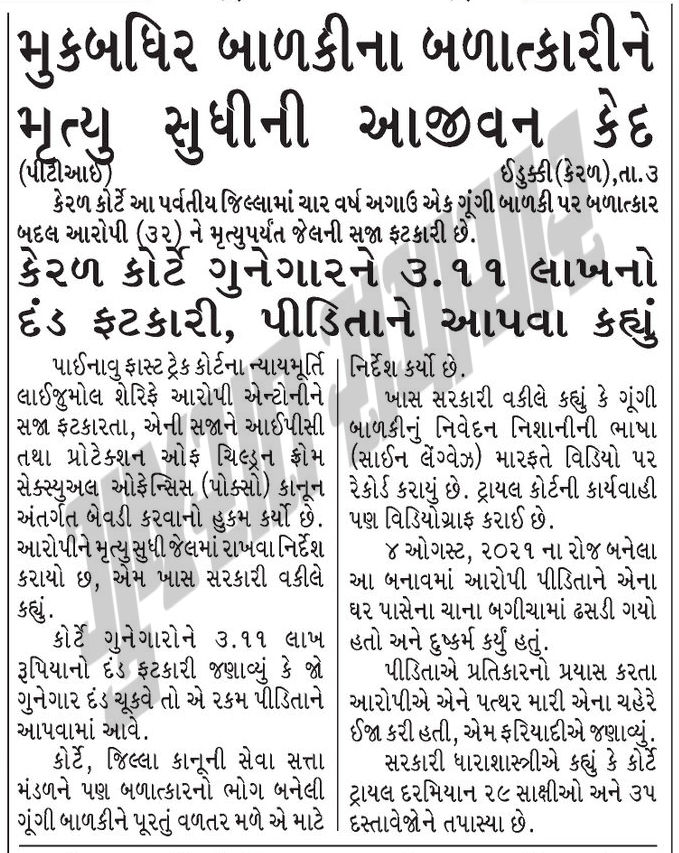 મુકબધિર બાળકીના બળાત્કારીને
મૃત્યુ સુધીની આજીવન કેદ
(પીટીઆઈ) ઈડુક્કી(કેરળ),તા.૩
કેરળ કોર્ટે આ પર્વતીય જિલ્લામાં ચાર વર્ષ અગાઉ એક ગૂંગી બાળકી પર બળાત્કાર
બદલ આરોપી (૩૨) ને મૃત્યુપર્યંત જેલની સજા ફટકારી છે.
કેરળ કોર્ટે ગુનેગારને ૩.૧૧ લાખનો
દંડ ફટકારી, પીડિતાને આપવા કહ્યું
પાઈનાવુ ફાસ્ટ ટ્રેક કોર્ટના ન્યાયમૂર્તિ
લાઈજુમોલ શેરિફે આરોપી એન્ટોનીને
સજા ફટકારતા, એની સજાને આઈપીસી
તથા પ્રોટેક્શન ઓફ ચિલ્ડ્રન ફ્રોમ
સેક્સ્યુઅલ ઓફેન્સિસ (પોક્સો) કાનૂન
અંતર્ગત બેવડી કરવાનો હુકમ કર્યો છે.
આરોપીને મૃત્યુ સુધી જેલમાં રાખવા નિર્દેશ
કરાયો છ, એમ ખાસ સરકારી વકીલે
કહ્યું.
કોર્ટે ગુનેગારોને ૩.૧૧ લાખ
રૂપિયાનો દંડ ફટકારી જણાવ્યું કે જો
ગુનેગાર દંડ ચૂકવે તો એ રકમ પીડિતાને
આપવામાં આવે.
કોર્ટે, જિલ્લા કાનૂની સેવા સત્તા
મંડળને પણ બળાત્કારનો ભોગ બનેલી
ગૂંગી બાળકીને પૂરતું વળતર મળે એ માટે
નિર્દેશ કર્યો છે.
ખાસ સરકારી વકીલે કહ્યું કે ગૂંગી
બાળકીનું નિવેદન નિશાનીની ભાષા
(સાઈન લેંગ્વેઝ) મારફતે વિડિયો પર
રેકોર્ડ કરાયું છે. ટ્રાયલ કોર્ટની કાર્યવાહી
પણ વિડિયોગ્રાફ કરાઈ છે.
૪ ઓગસ્ટ, ૨૦૨૧ ના રોજ બનેલા
આ બનાવમાં આરોપી પીડિતાને એના
ઘર પાસેના ચાના બગીચામાં ઢસડી ગયો
હતો અને દુષ્કર્મ કર્યું હતું.
પીડિતાએ પ્રતિકારનો પ્રયાસ કરતા
આરોપીએ એને પત્થર મારી એના ચહેરે
ઈજા કરી હતી, એમ ફરિયાદીએ જણાવ્યું.
સરકારી ધારાશાસ્ત્રીએ કહ્યું કે કોર્ટે
ટ્રાયલ દરમિયાન ૨૯ સાક્ષીઓ અને ૩૫
દસ્તાવેજોને તપાસ્યા છે.
ગુજરાત સમાચાર